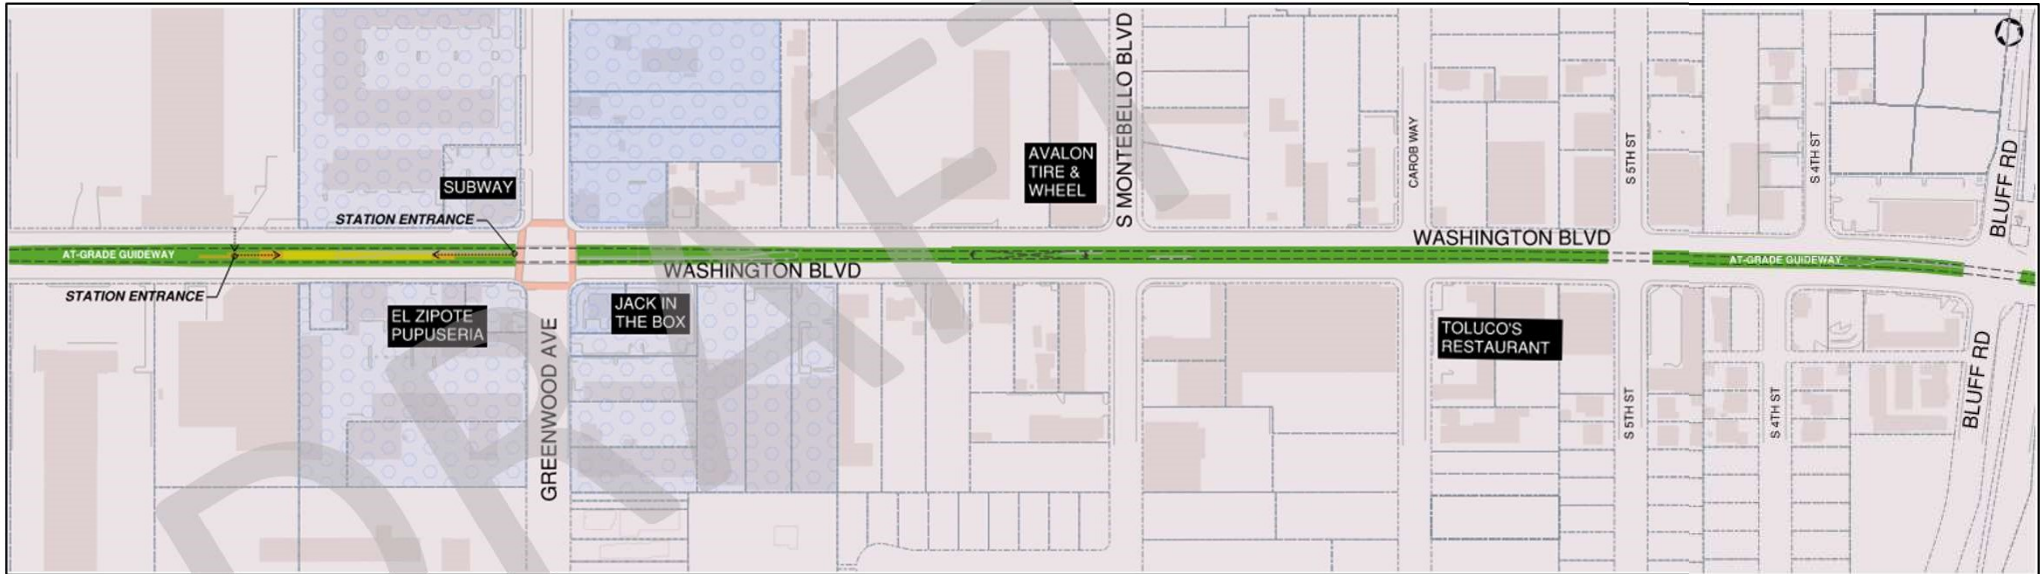 S MONTEBELLO BLVD
AVALON
TIRE &
WHEEL
CAROB WAY
S 5TH ST
S 4TH ST
BLUFF RD
SUBWAY
STATION ENTRANCE
AT-GRADE GUIDEWAY
WASHINGTON BLVD
WASHINGTON BLVD
AT-GRADE GUIDEWAY
STATION ENTRANCE
EL ZIPOTE
PUPUSERIA
JACK IN
THE BOX
TOLUCO'S
RESTAURANT
GREENWOOD AVE
S 5TH ST
S 4TH ST
BLUFF RD
DRAFT